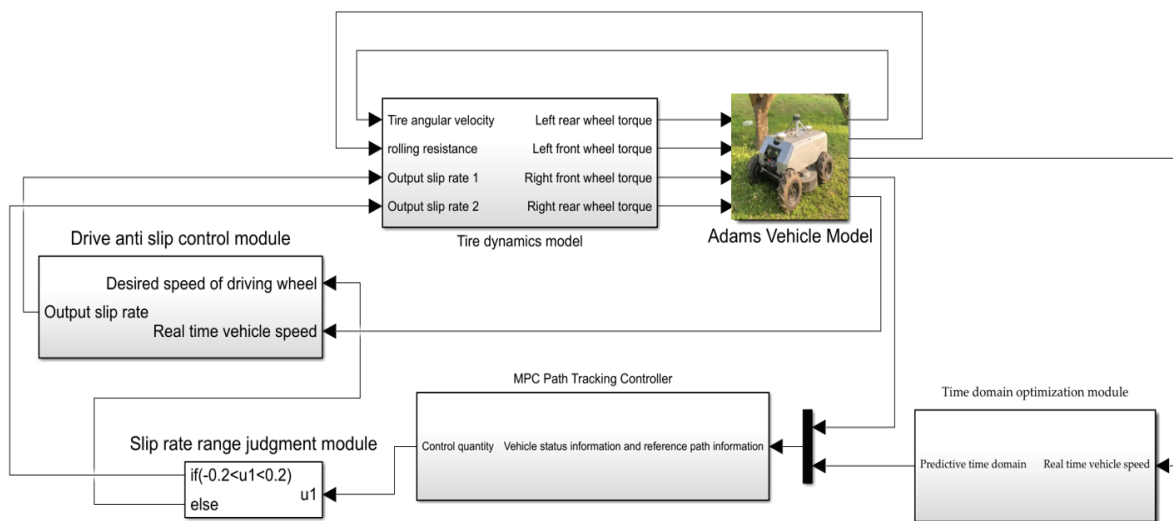 Tire angular velocity
rolling resistance
Output slip rate 1
Output slip rate 2
Left rear wheel torque
Left front wheel torque
Right front wheel torque
Right rear wheel torque
Tire dynamics model
Adams Vehicle Model
Drive anti slip control module
Desired speed of driving wheel
Output slip rate
Real time vehicle speed
MPC Path Tracking Controller
Control quantity
Vehicle status information and reference path information
Time domain optimization module
Predictive time domain
Real time vehicle speed
Slip rate range judgment module
if(-0.2<u1<0.2)
u1
else